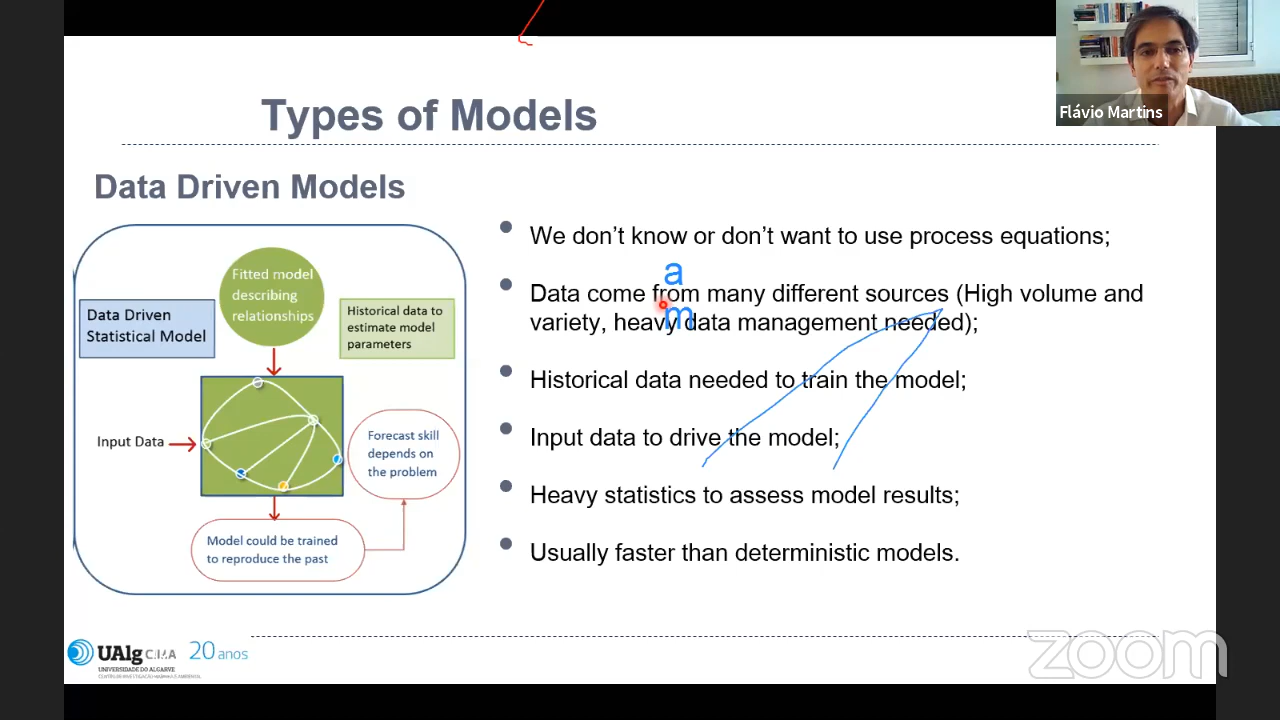 Flávio Martins
Types of Models
Data Driven Models
Fitted model
describing
relationships
Data Driven
Statistical Model
Historical data to
estimate model
parameters
Input Data
Forecast skill
depends on
the problem
Model could be trained
to reproduce the past
We don't know or don't want to use process equations;
a
Data come from many different sources (High volume and
m
variety, heavy data management needed);
Historical data needed to train the model;
Input data to drive the model;
Heavy statistics to assess model results;
Usually faster than deterministic models.
UAlg CIMA 20 anos
UNIVERSIDADE DO ALGARVE
zoom